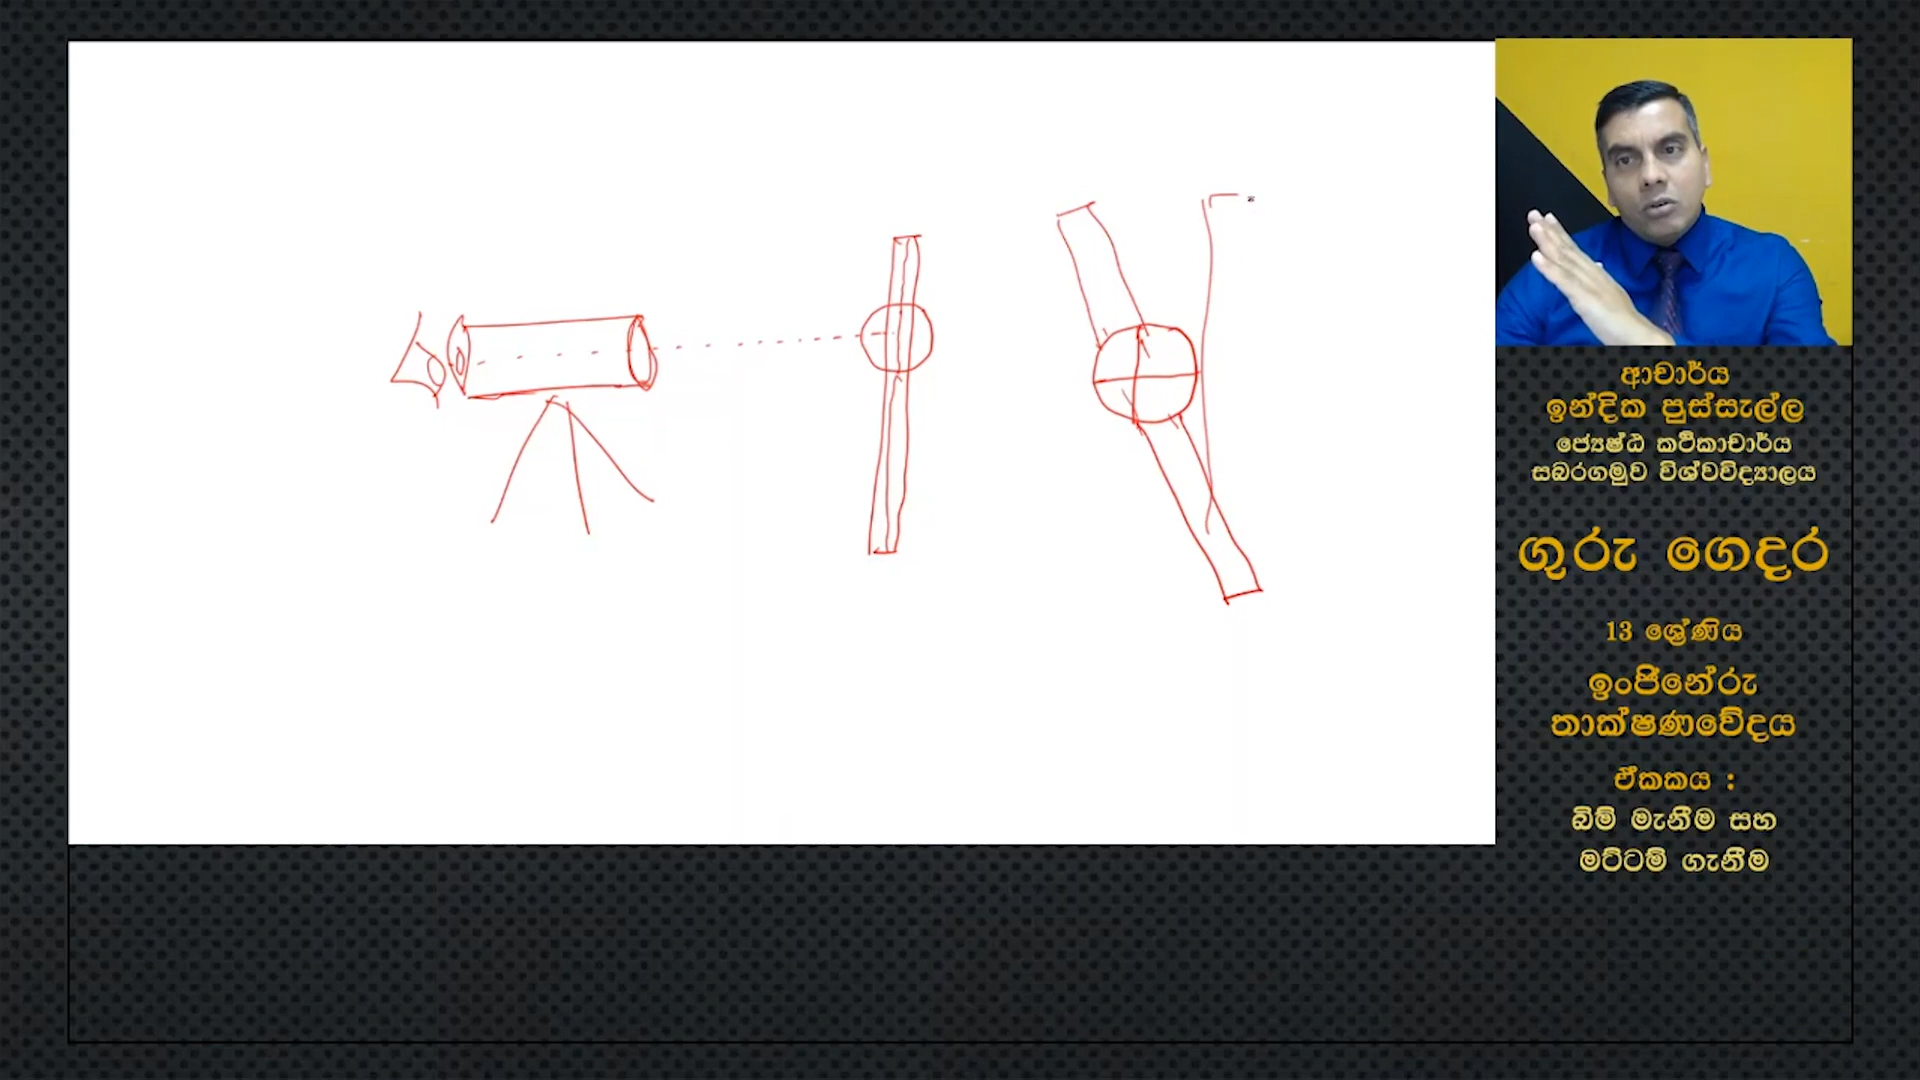 ආචාර්ය
ඉන්දික පුස්සැල්ල
ජ්‍යෙෂ්ඨ කථිකාචාර්ය
සබරගමුව විශ්වවිද්‍යාලය
ගුරු ගෙදර
13 ශ්‍රේණිය
ඉංජිනේරු
තාක්ෂණවේදය
ඒකකය :
බිම් මැනීම සහ
මට්ටම් ගැනීම